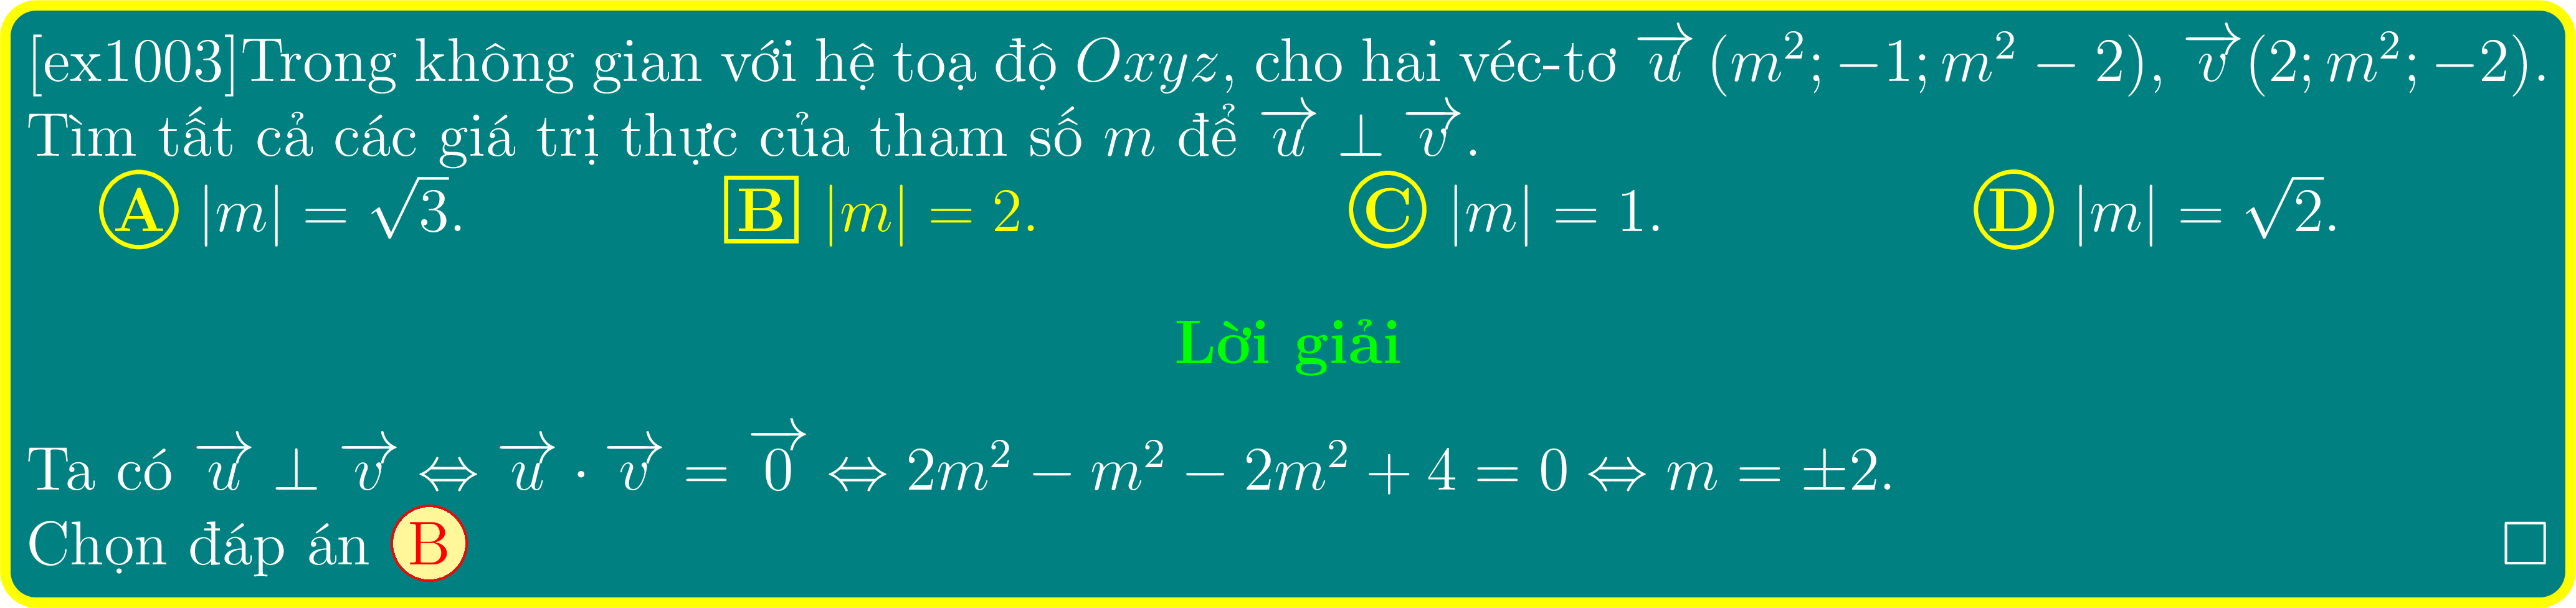 [ex1003]Trong không gian với hệ toạ độ Oxyz, cho hai véc-tơ $\overrightarrow{u}(m^2; -1; m^2 - 2)$, $\overrightarrow{v}(2; m^2; -2)$.
Tìm tất cả các giá trị thực của tham số m để $\overrightarrow{u} \perp \overrightarrow{v}$.
A $|m| = \sqrt{3}$. B $|m| = 2$. C $|m| = 1$. D $|m| = \sqrt{2}$.
Lời giải
Ta có $\overrightarrow{u} \perp \overrightarrow{v} \Leftrightarrow \overrightarrow{u} \cdot \overrightarrow{v} = \overrightarrow{0} \Leftrightarrow 2m^2 - m^2 - 2m^2 + 4 = 0 \Leftrightarrow m = \pm 2$.
Chọn đáp án B □